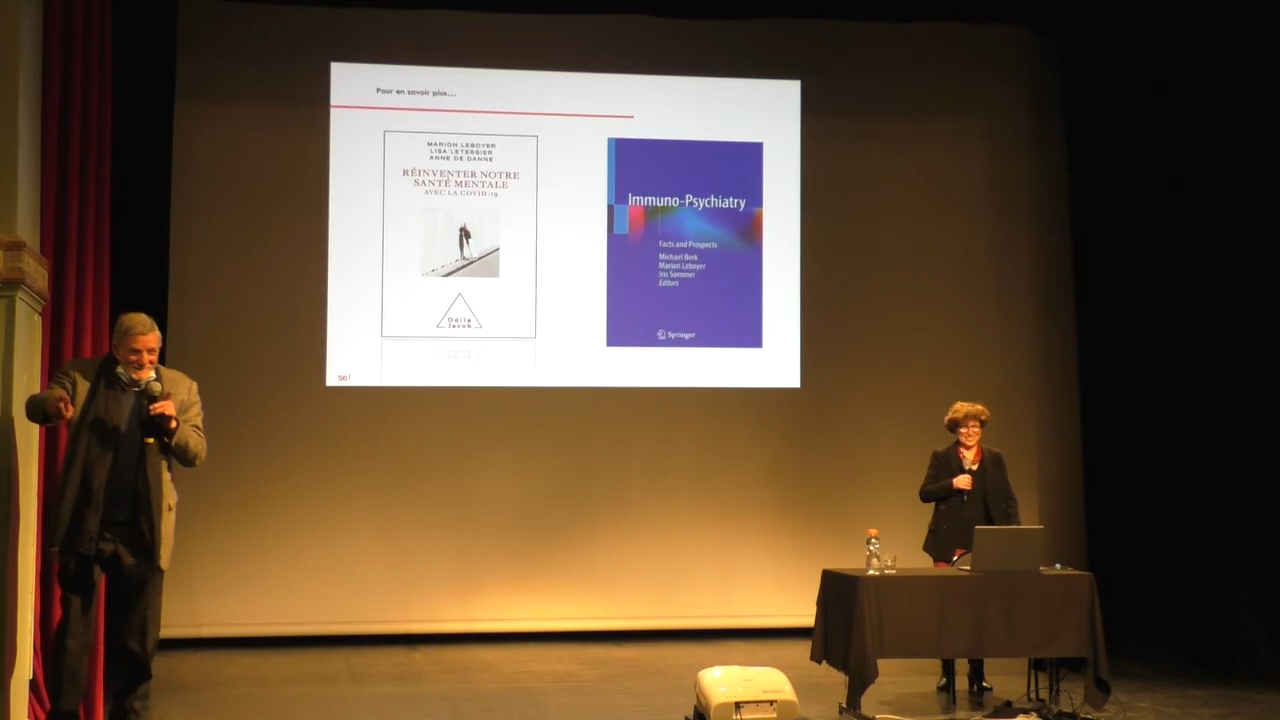 Pour en savoir plus...
MARION LEBOYER
LISA LETESSIER
ANNE DE DANNE
RÉINVENTER NOTRE
SANTÉ MENTALE
AVEC LA COVID-19
Odile
Jacob
Immuno-Psychiatry
Facts and Prospects
Michael Berk
Marion Leboyer
Iris Sommer
Editors
Springer
56